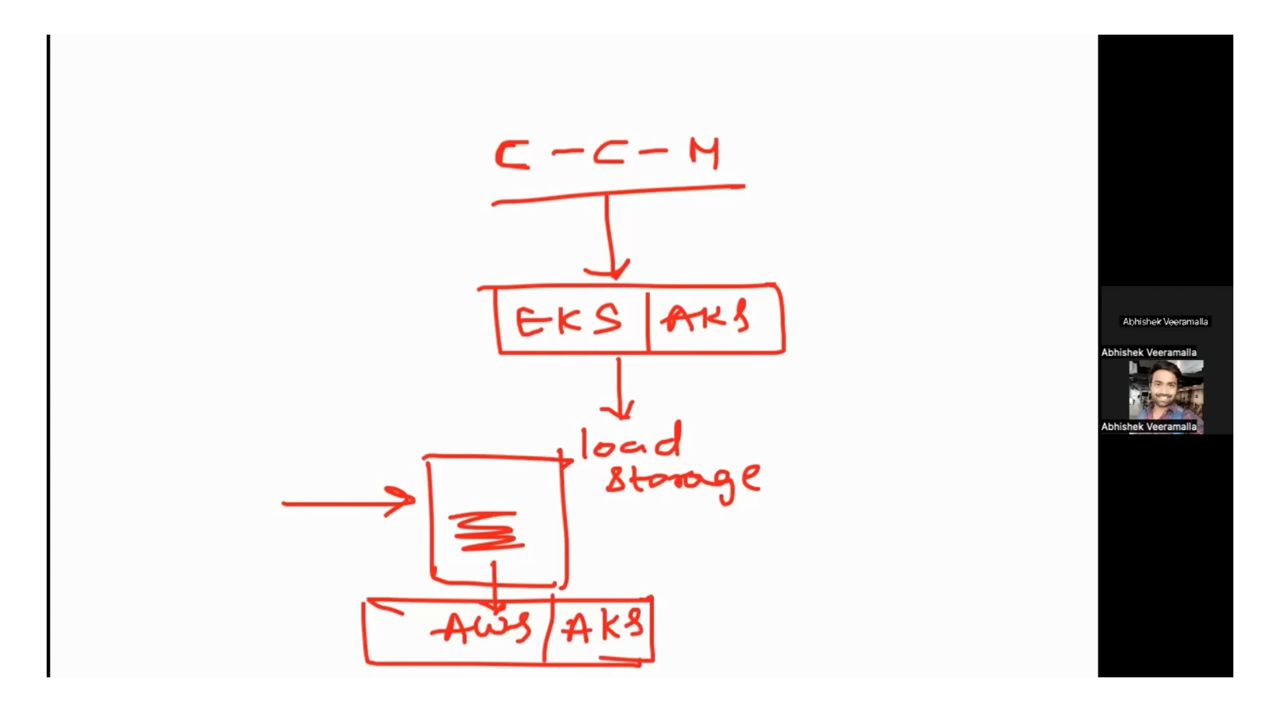 C - C - M
EKS | AKS
load
storage
AWS | AKS
Abhishek Veeramalla
Abhishek Veeramalla
Abhishek Veeramalla